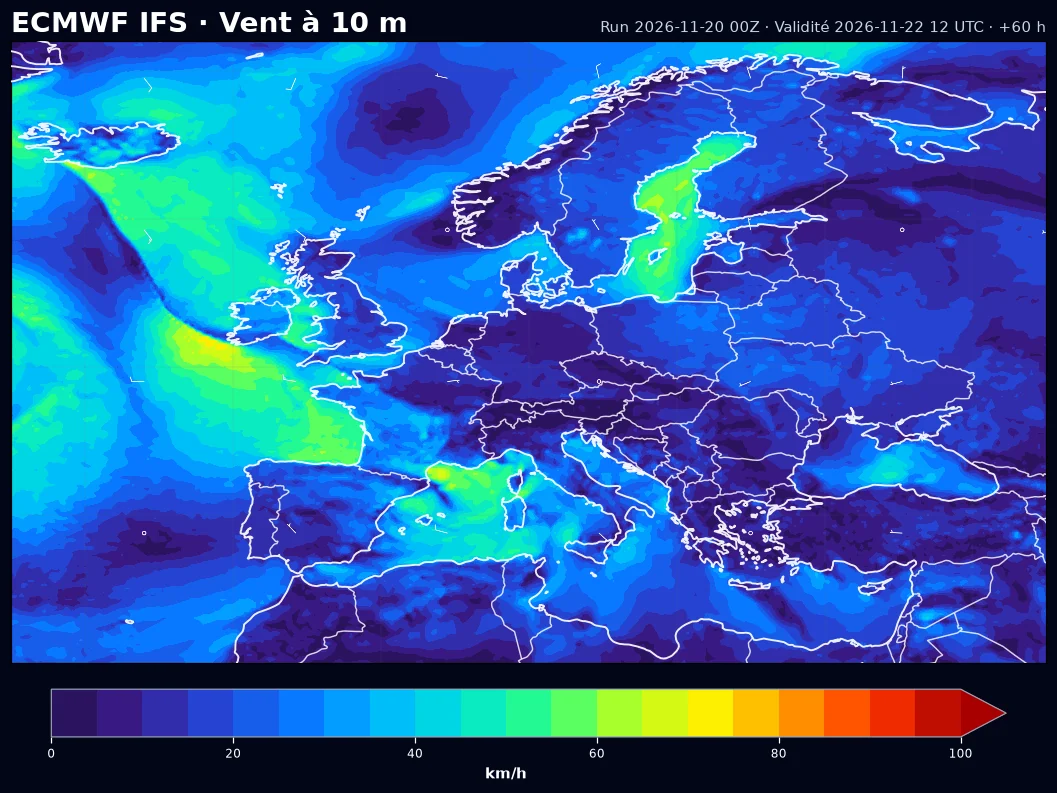 ECMWF IFS · Vent à 10 m
Run 2026-11-20 00Z · Validité 2026-11-22 12 UTC · +60 h
0 20 40 60 80 100
km/h